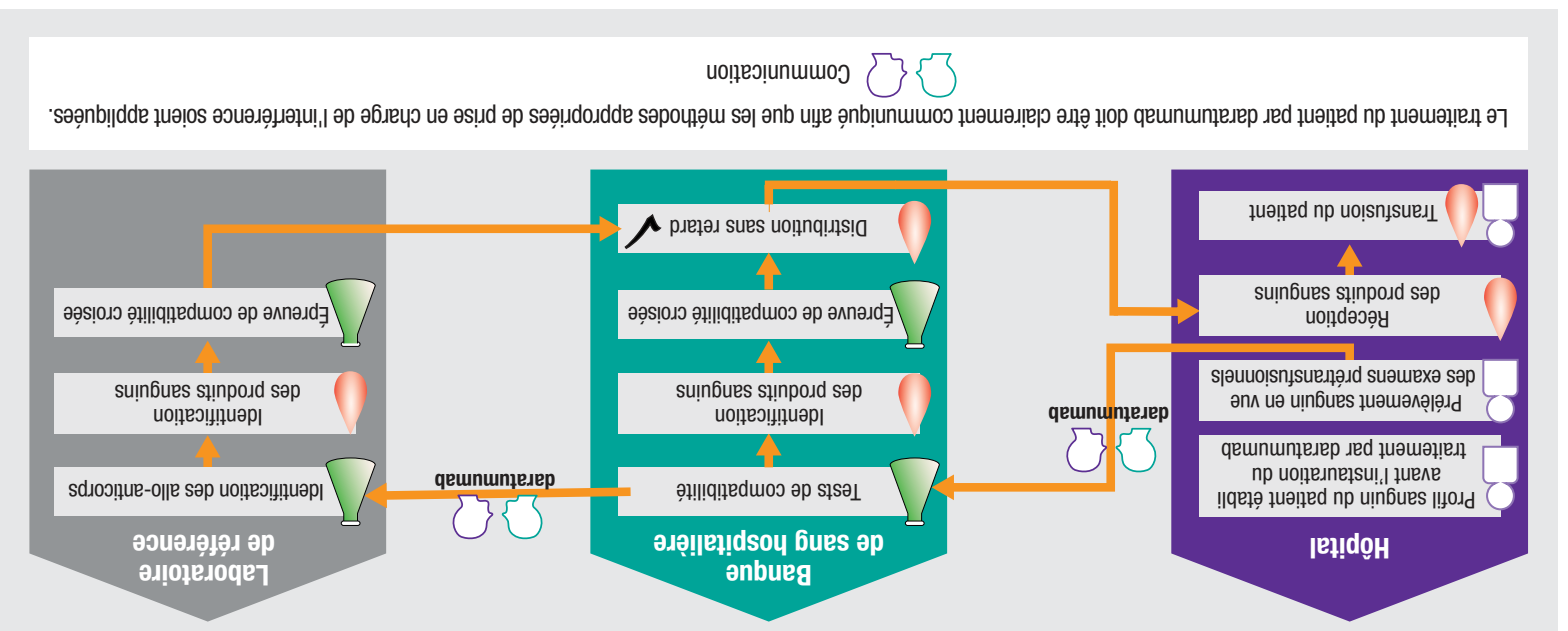 Hôpital
Profil sanguin du patient établi
avant l'instauration du
traitement par daratumumab
Prélèvement sanguin en vue
des examens prétransfusionnels
Réception
des produits sanguins
Transfusion du patient
daratumumab
Banque
de sang hospitalière
Tests de compatibilité
Identification
des produits sanguins
Épreuve de compatibilité croisée
Distribution sans retard
daratumumab
Laboratoire
de référence
Identification des allo-anticorps
Identification
des produits sanguins
Épreuve de compatibilité croisée
Le traitement du patient par daratumumab doit être clairement communiqué afin que les méthodes appropriées de prise en charge de l'interférence soient appliquées.
Communication